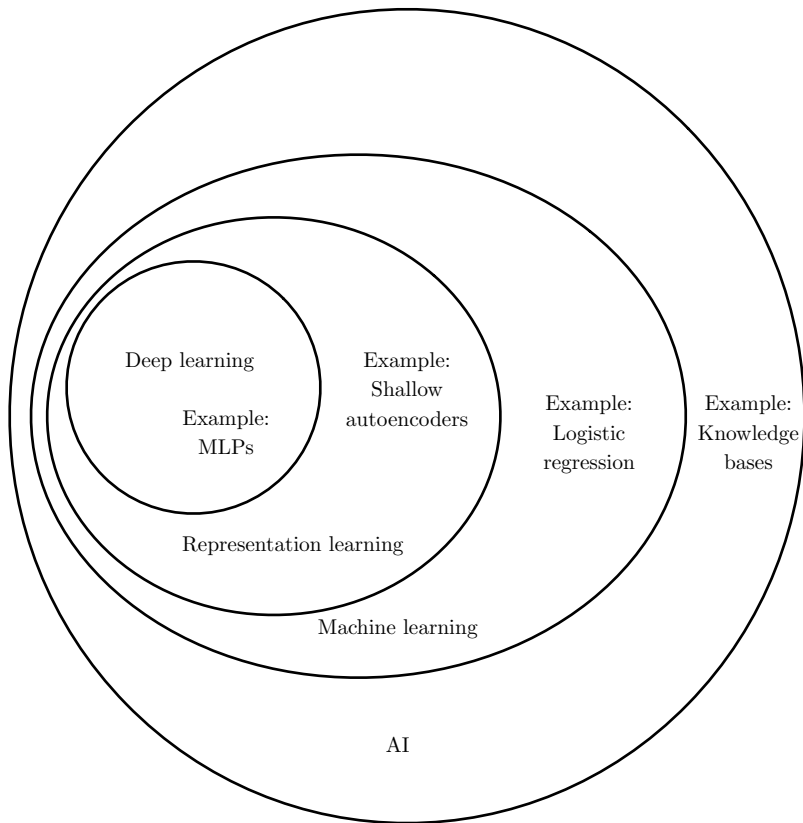 Deep learning
Example:
MLPs
Example:
Shallow
autoencoders
Example:
Logistic
regression
Example:
Knowledge
bases
Representation learning
Machine learning
AI